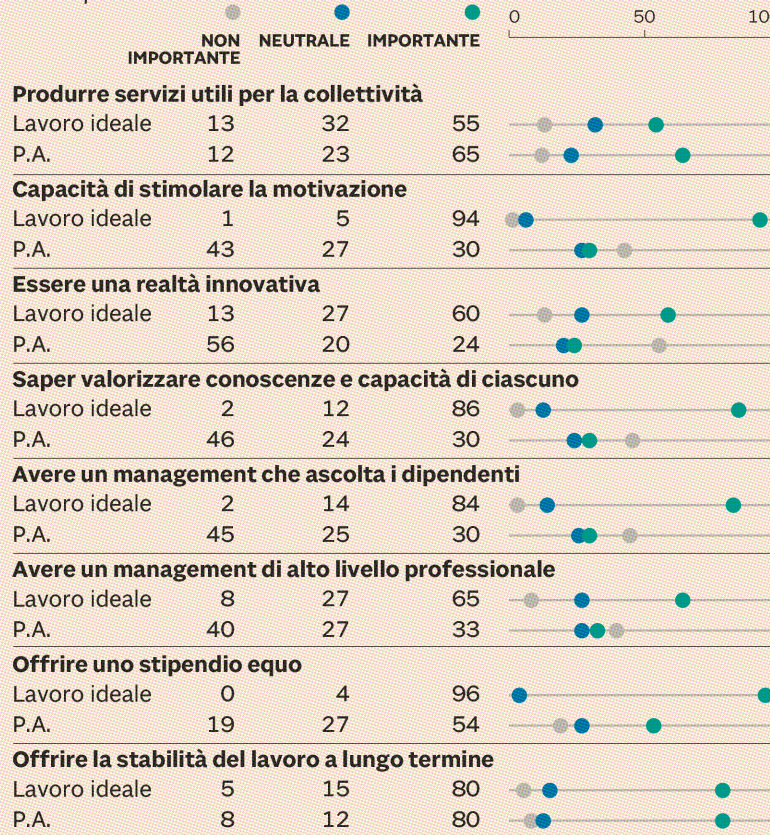 0 50 10
NON NEUTRALE IMPORTANTE
IMPORTANTE
Produrre servizi utili per la collettività
Lavoro ideale 13 32 55
P.A. 12 23 65
Capacità di stimolare la motivazione
Lavoro ideale 1 5 94
P.A. 43 27 30
Essere una realtà innovativa
Lavoro ideale 13 27 60
P.A. 56 20 24
Saper valorizzare conoscenze e capacità di ciascuno
Lavoro ideale 2 12 86
P.A. 46 24 30
Avere un management che ascolta i dipendenti
Lavoro ideale 2 14 84
P.A. 45 25 30
Avere un management di alto livello professionale
Lavoro ideale 8 27 65
P.A. 40 27 33
Offrire uno stipendio equo
Lavoro ideale 0 4 96
P.A. 19 27 54
Offrire la stabilità del lavoro a lungo termine
Lavoro ideale 5 15 80
P.A. 8 12 80